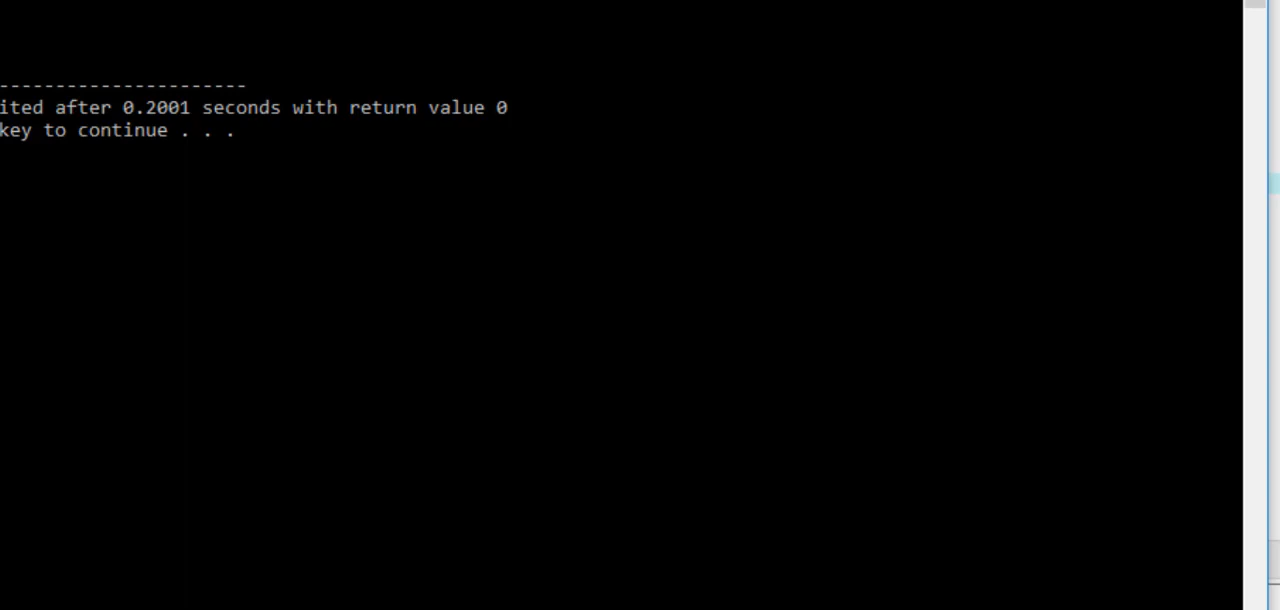 ----------------------
ited after 0.2001 seconds with return value 0
key to continue . . .